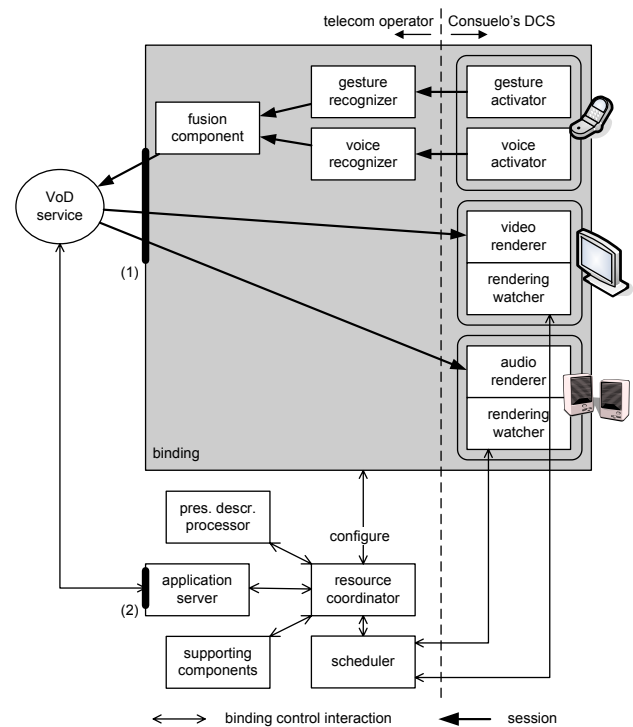 telecom operator
Consuelo's DCS
gesture
recognizer
gesture
activator
fusion
component
voice
recognizer
voice
activator
VoD
service
video
renderer
(1)
rendering
watcher
audio
renderer
rendering
watcher
binding
pres. descr.
processor
configure
application
server
resource
coordinator
(2)
supporting
components
scheduler
binding control interaction
session